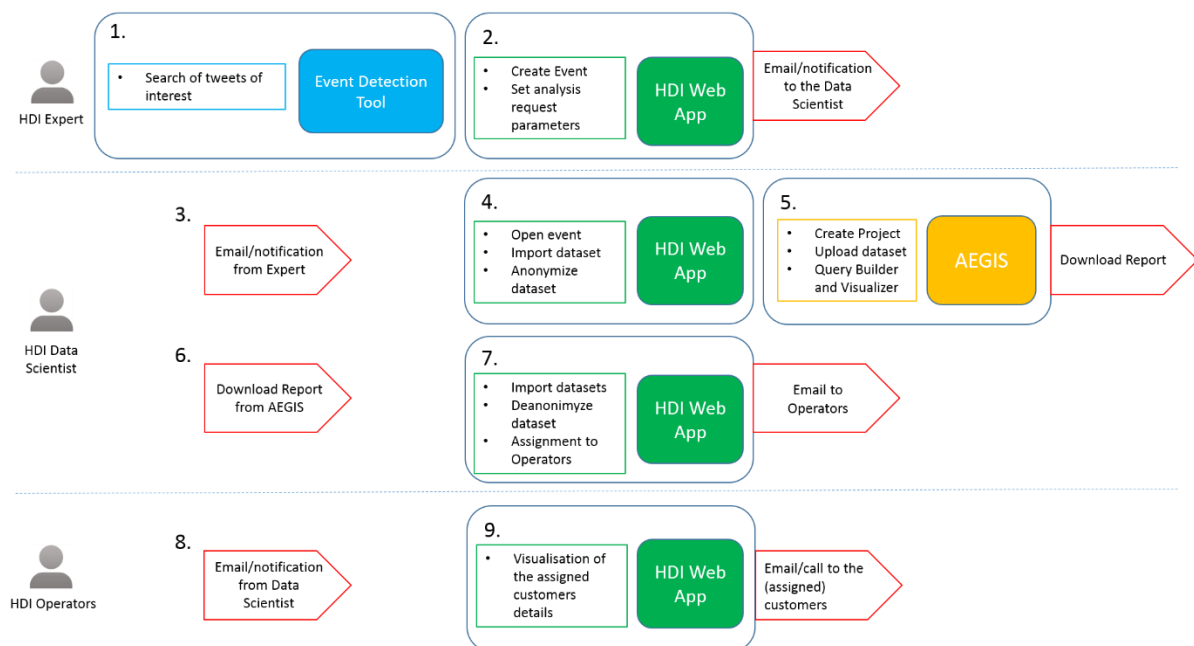 1.
• Search of tweets of
interest
Event Detection
Tool
HDI Expert
2.
• Create Event
• Set analysis
request
parameters
HDI Web
App
Email/notification
to the Data
Scientist
3.
Email/notification
from Expert
4.
• Open event
• Import dataset
• Anonymize
dataset
HDI Web
App
5.
• Create Project
• Upload dataset
• Query Builder
and Visualizer
AEGIS
Download Report
HDI Data
Scientist
6.
Download Report
from AEGIS
7.
• Import datasets
• Deanonimyze
dataset
• Assignment to
Operators
HDI Web
App
Email to
Operators
HDI Operators
8.
Email/notification
from Data
Scientist
9.
• Visualisation of
the assigned
customers
details
HDI Web
App
Email/call to the
(assigned)
customers